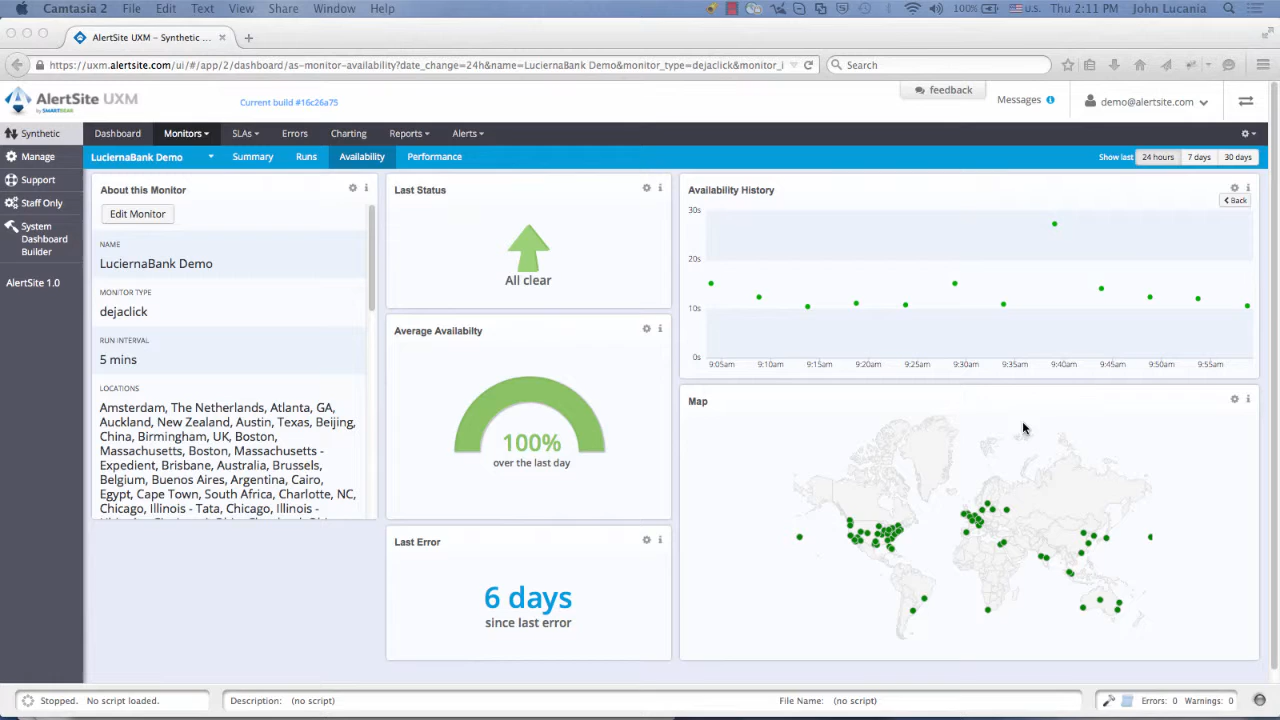 Camtasia 2 File Edit Text View Share Window Help 100% U.S. Thu 2:11 PM John Lucania
AlertSite UXM – Synthetic ...
https://uxm.alertsite.com/ui/#/app/2/dashboard/as-monitor-availability?date_change=24h&name=LuciernaBank Demo&monitor_type=dejaclick&monitor_i
Search
AlertSite UXM
by SMARTBEAR
Current build #16c26a75
feedback
Messages
demo@alertsite.com
Synthetic
Manage
Support
Staff Only
System
Dashboard
Builder
AlertSite 1.0
Dashboard Monitors SLAs Errors Charting Reports Alerts
LuciernaBank Demo Summary Runs Availability Performance
Show last 24 hours 7 days 30 days
About this Monitor
Edit Monitor
NAME
LuciernaBank Demo
MONITOR TYPE
dejaclick
RUN INTERVAL
5 mins
LOCATIONS
Amsterdam, The Netherlands, Atlanta, GA,
Auckland, New Zealand, Austin, Texas, Beijing,
China, Birmingham, UK, Boston,
Massachusetts, Boston, Massachusetts -
Expedient, Brisbane, Australia, Brussels,
Belgium, Buenos Aires, Argentina, Cairo,
Egypt, Cape Town, South Africa, Charlotte, NC,
Chicago, Illinois - Tata, Chicago, Illinois -
Last Status
All clear
Average Availabilty
100%
over the last day
Last Error
6 days
since last error
Availability History
Back
30s
20s
10s
0s
9:05am 9:10am 9:15am 9:20am 9:25am 9:30am 9:35am 9:40am 9:45am 9:50am 9:55am
Map
Stopped. No script loaded.
Description: (no script)
File Name: (no script)
Errors: 0 Warnings: 0